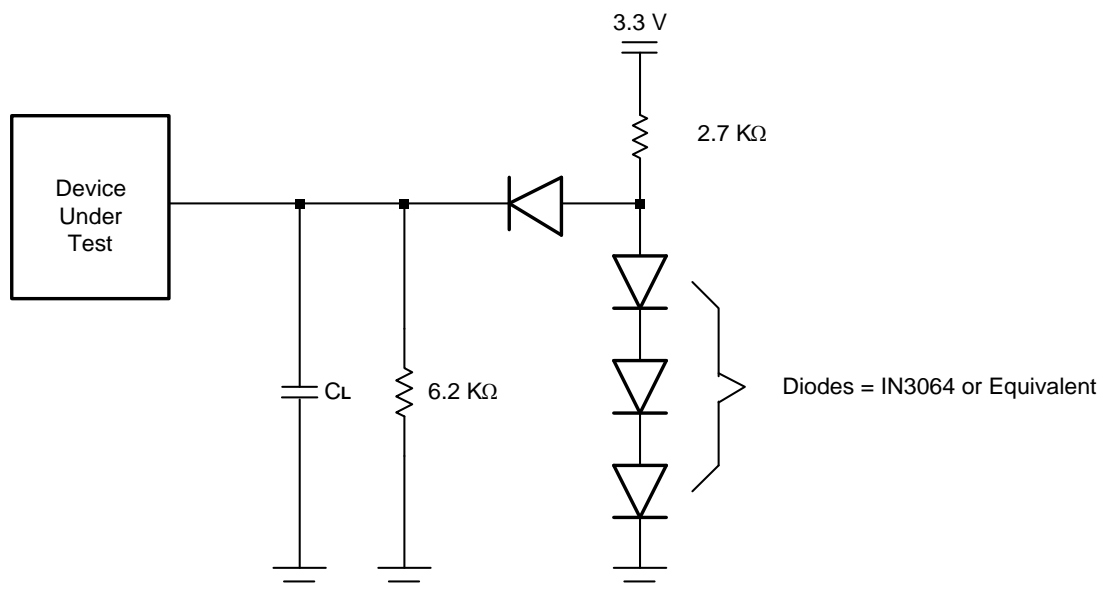 3.3 V
2.7 KΩ
Device
Under
Test
CL
6.2 KΩ
Diodes = IN3064 or Equivalent